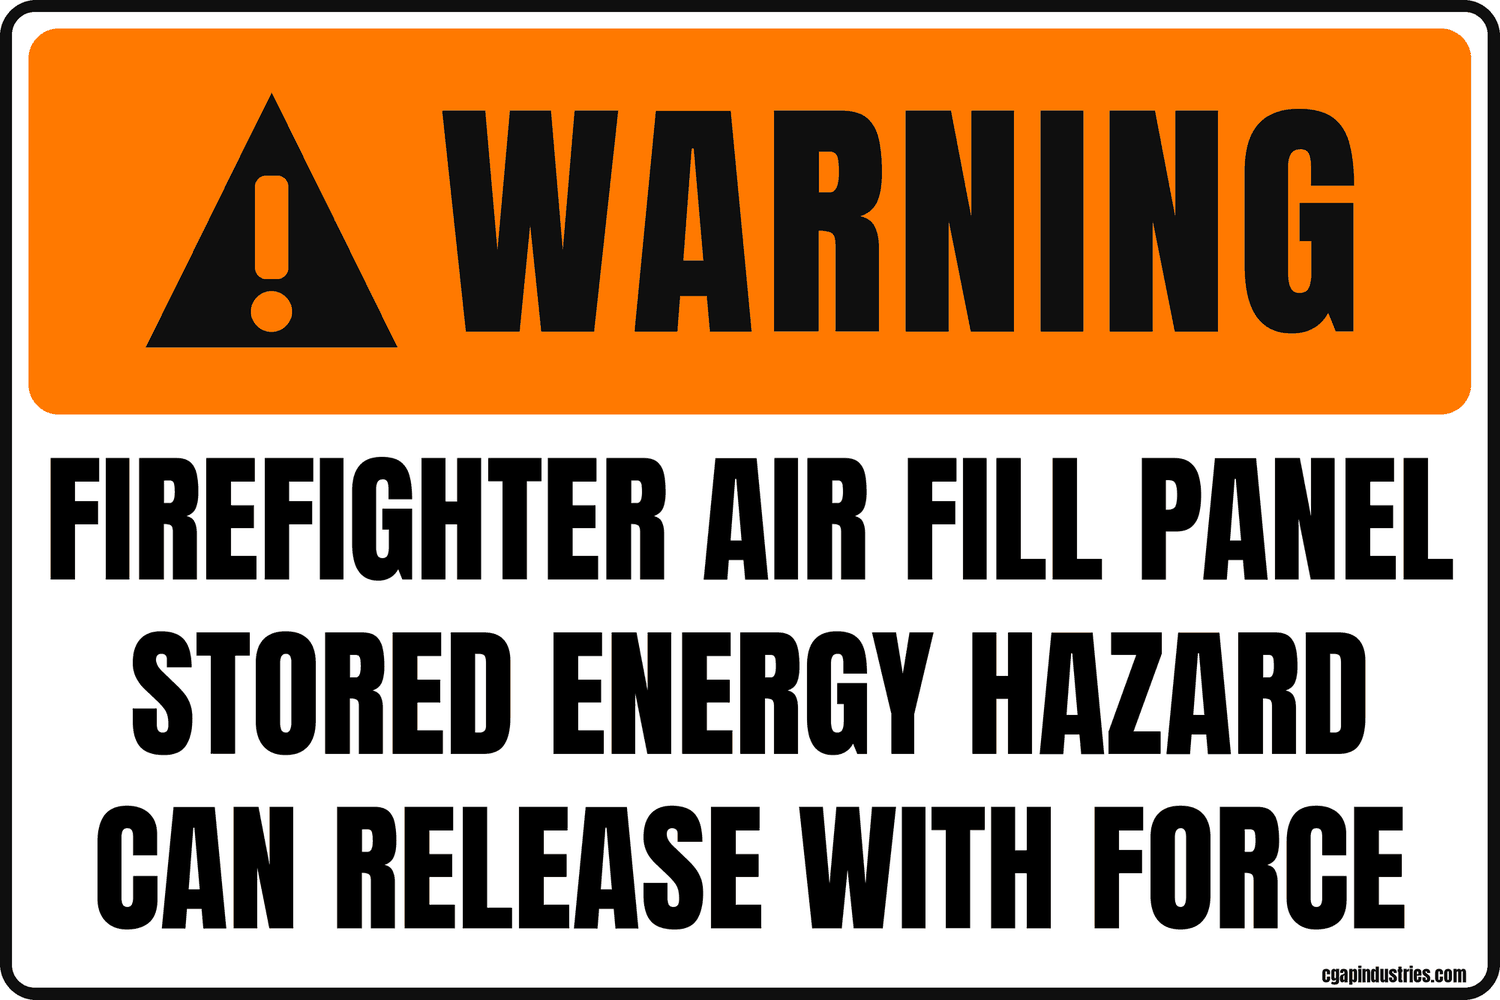 WARNING
FIREFIGHTER AIR FILL PANEL
STORED ENERGY HAZARD
CAN RELEASE WITH FORCE
cgapindustries.com